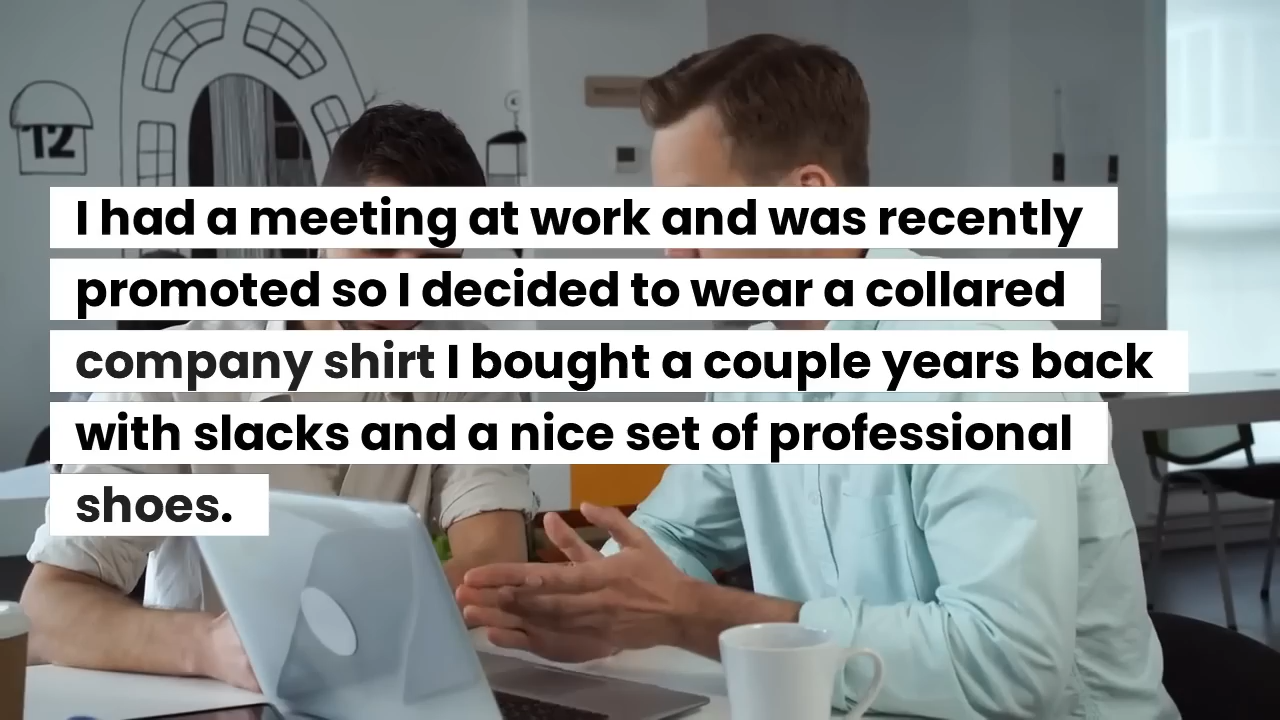 12
I had a meeting at work and was recently
promoted so I decided to wear a collared
company shirt I bought a couple years back
with slacks and a nice set of professional
shoes.